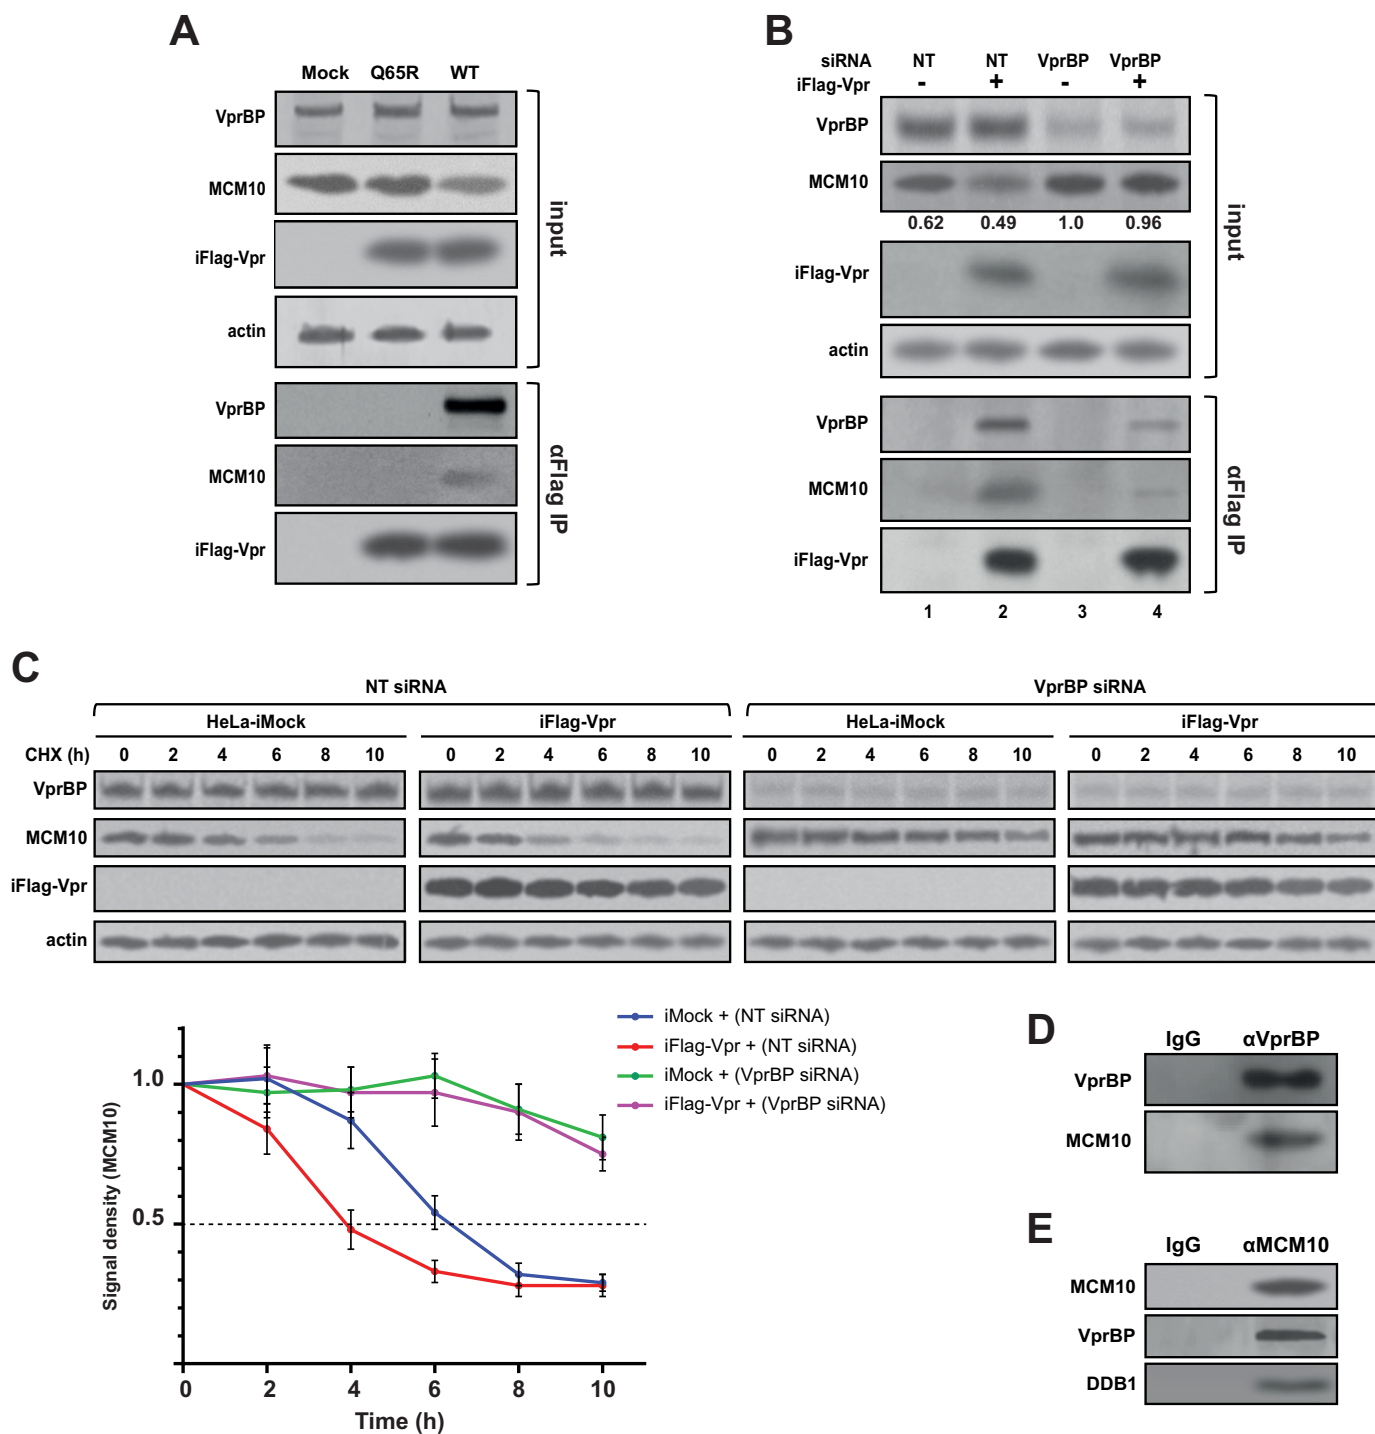 A
Mock Q65R WT
VprBP
MCM10
iFlag-Vpr
actin
input
VprBP
MCM10
iFlag-Vpr
αFlag IP
B
siRNA NT NT VprBP VprBP
iFlag-Vpr - + - +
VprBP
MCM10
0.62 0.49 1.0 0.96
iFlag-Vpr
actin
input
VprBP
MCM10
iFlag-Vpr
αFlag IP
1 2 3 4
C
NT siRNA VprBP siRNA
HeLa-iMock iFlag-Vpr HeLa-iMock iFlag-Vpr
CHX (h) 0 2 4 6 8 10 0 2 4 6 8 10 0 2 4 6 8 10 0 2 4 6 8 10
VprBP
MCM10
iFlag-Vpr
actin
iMock + (NT siRNA)
iFlag-Vpr + (NT siRNA)
iMock + (VprBP siRNA)
iFlag-Vpr + (VprBP siRNA)
1.0
0.5
Signal density (MCM10)
0 2 4 6 8 10
Time (h)
D
IgG αVprBP
VprBP
MCM10
E
IgG αMCM10
MCM10
VprBP
DDB1